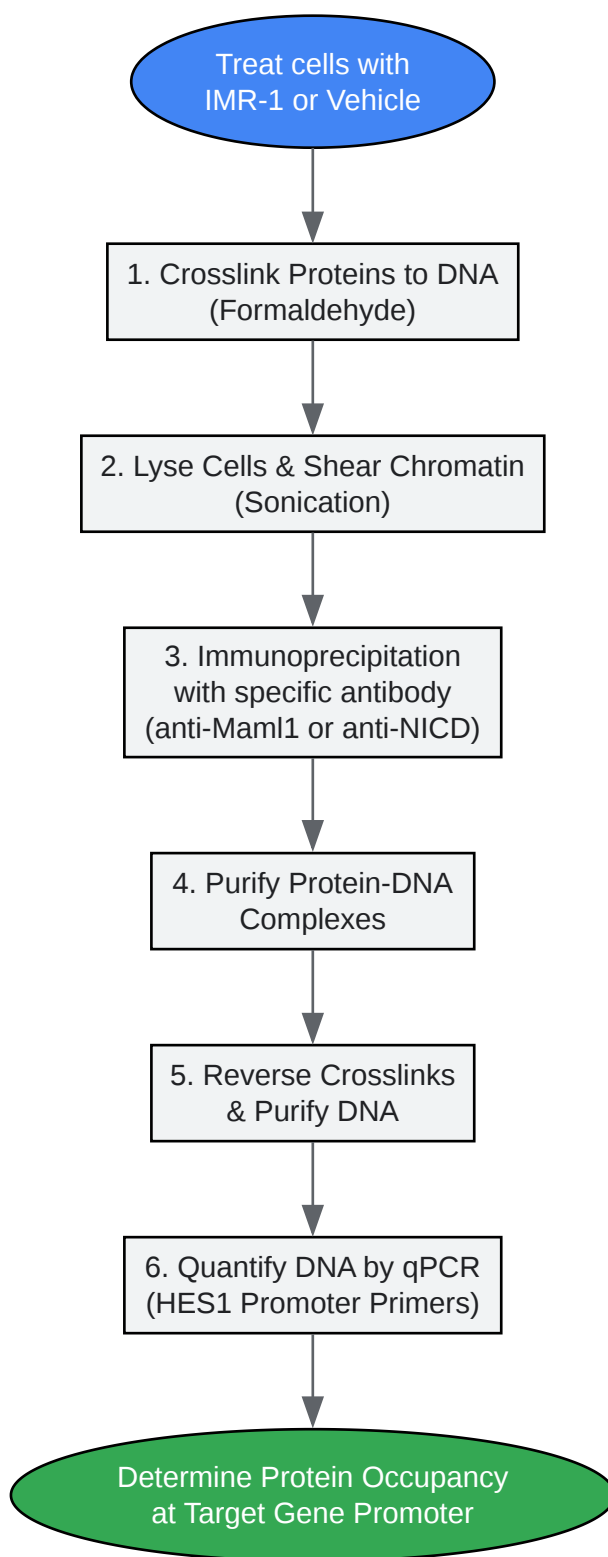 Treat cells with
IMR-1 or Vehicle
1. Crosslink Proteins to DNA
(Formaldehyde)
2. Lyse Cells & Shear Chromatin
(Sonication)
3. Immunoprecipitation
with specific antibody
(anti-Maml1 or anti-NICD)
4. Purify Protein-DNA
Complexes
5. Reverse Crosslinks
& Purify DNA
6. Quantify DNA by qPCR
(HES1 Promoter Primers)
Determine Protein Occupancy
at Target Gene Promoter